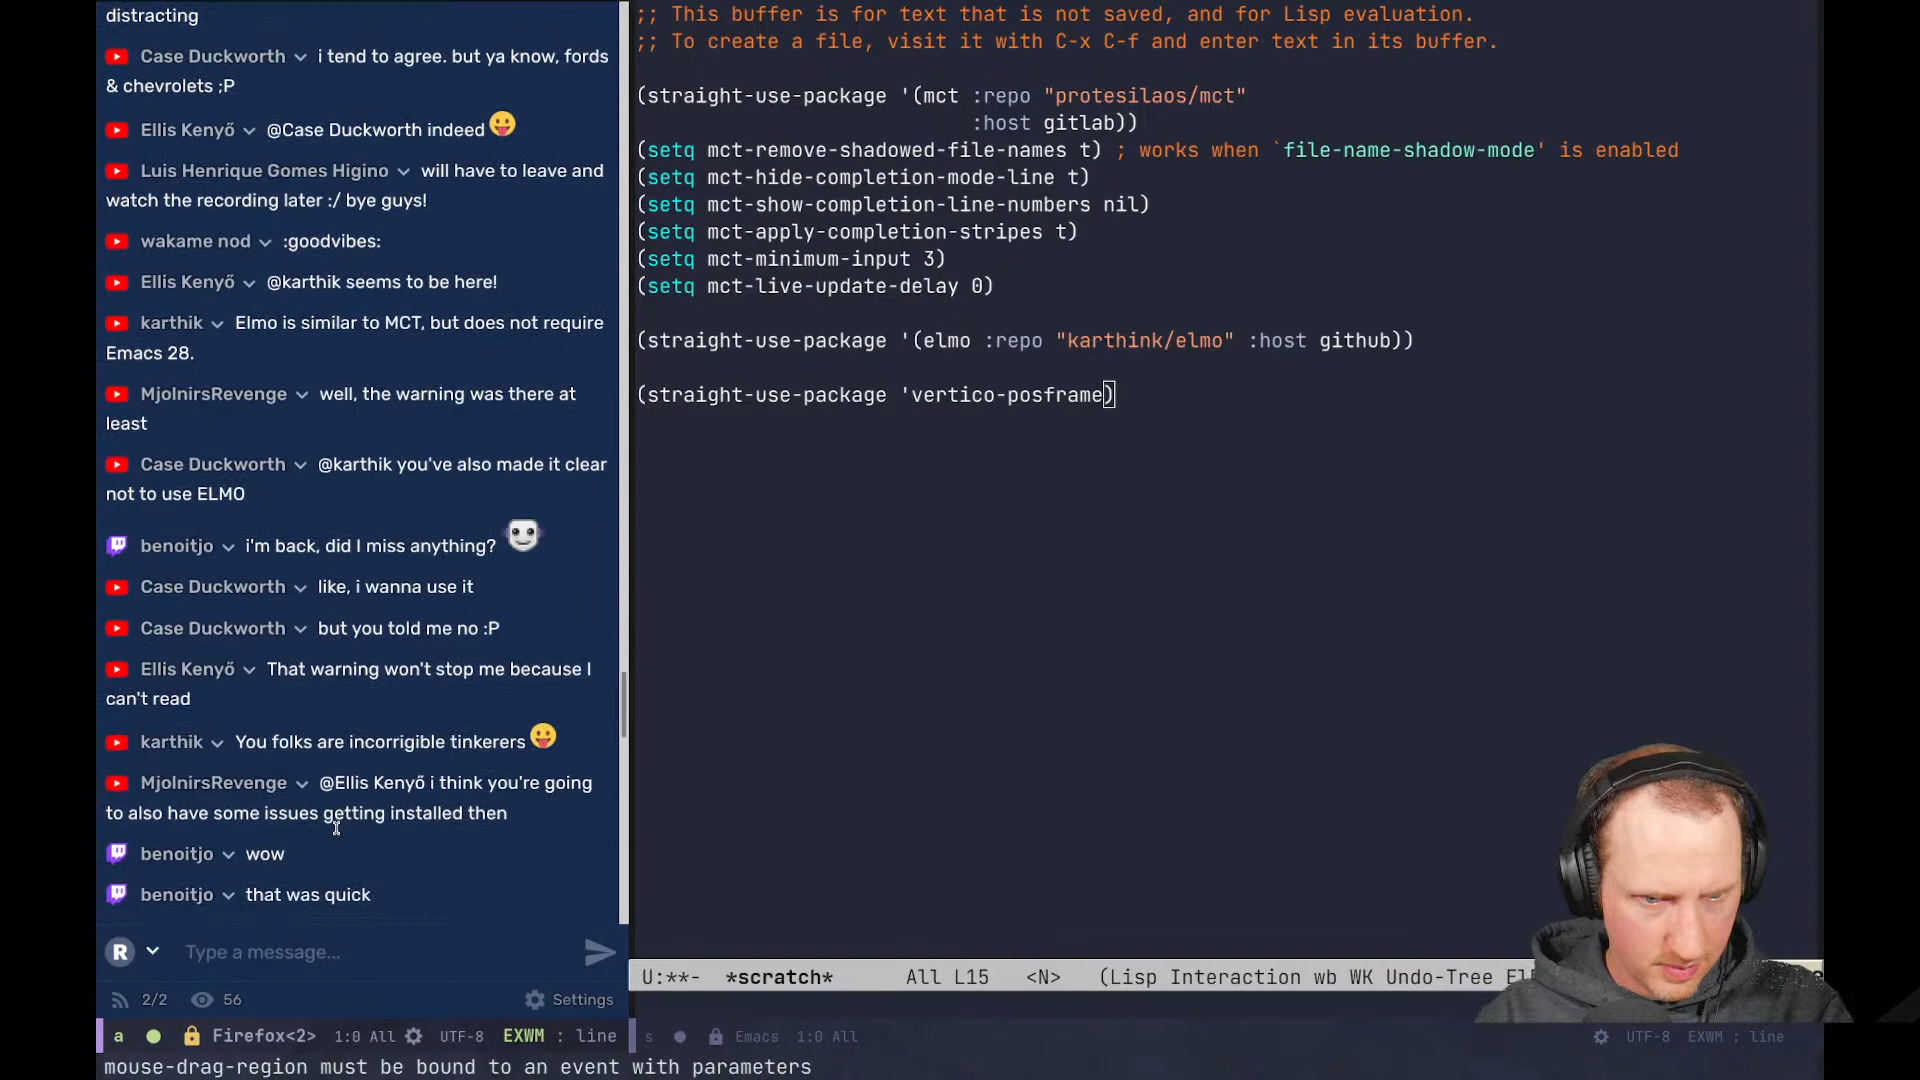 distracting
Case Duckworth i tend to agree. but ya know, fords
& chevrolets ;P
Ellis Kenyő @Case Duckworth indeed
Luis Henrique Gomes Higino will have to leave and
watch the recording later :/ bye guys!
wakame nod :goodvibes:
Ellis Kenyő @karthik seems to be here!
karthik Elmo is similar to MCT, but does not require
Emacs 28.
MjolnirsRevenge well, the warning was there at
least
Case Duckworth @karthik you've also made it clear
not to use ELMO
benoitjo i'm back, did I miss anything?
Case Duckworth like, i wanna use it
Case Duckworth but you told me no :P
Ellis Kenyő That warning won't stop me because I
can't read
karthik You folks are incorrigible tinkerers
MjolnirsRevenge @Ellis Kenyő i think you're going
to also have some issues getting installed then
benoitjo wow
benoitjo that was quick
R Type a message...
2/2 56 Settings
a Firefox<2> 1:0 All UTF-8 EXWM : line
;; This buffer is for text that is not saved, and for Lisp evaluation.
;; To create a file, visit it with C-x C-f and enter text in its buffer.
(straight-use-package '(mct :repo "protesilaos/mct"
:host gitlab))
(setq mct-remove-shadowed-file-names t) ; works when `file-name-shadow-mode' is enabled
(setq mct-hide-completion-mode-line t)
(setq mct-show-completion-line-numbers nil)
(setq mct-apply-completion-stripes t)
(setq mct-minimum-input 3)
(setq mct-live-update-delay 0)
(straight-use-package '(elmo :repo "karthink/elmo" :host github))
(straight-use-package 'vertico-posframe)
U:**- *scratch* All L15 <N> (Lisp Interaction wb WK Undo-Tree
s Emacs 1:0 All UTF-8 EXWM : line
mouse-drag-region must be bound to an event with parameters